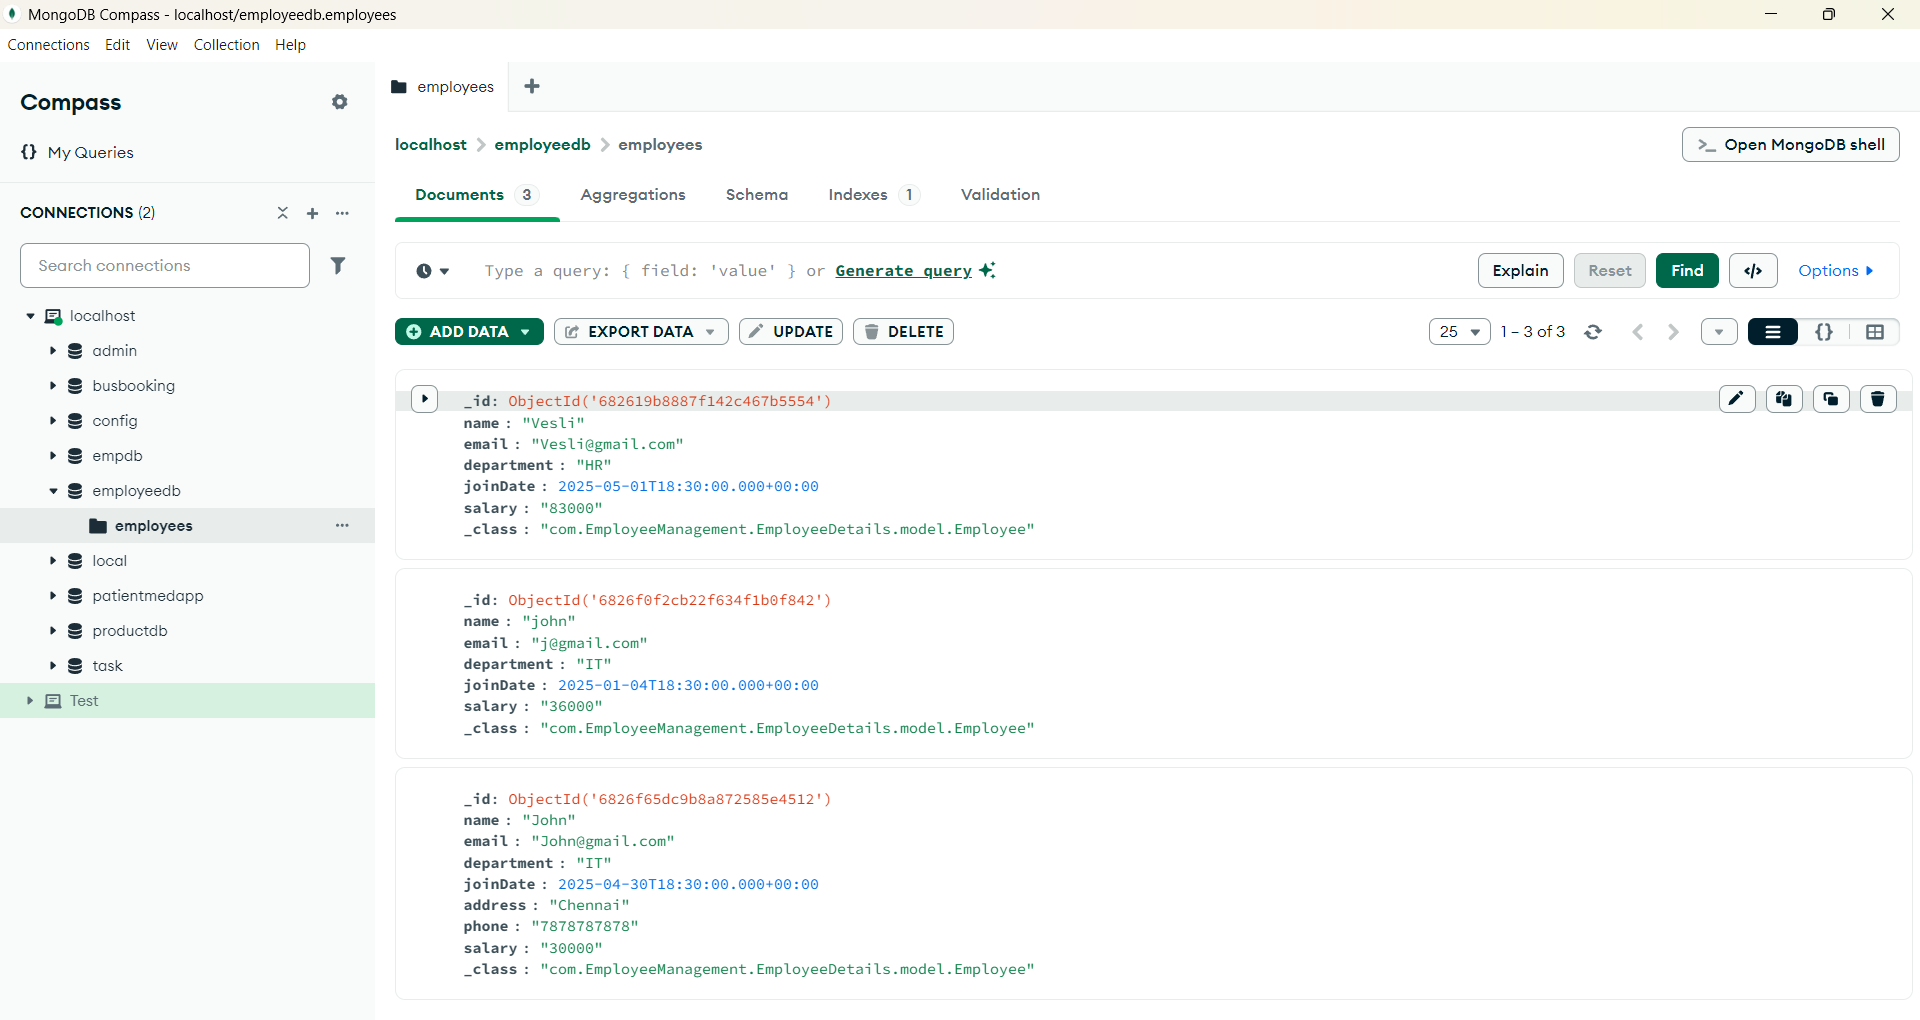 MongoDB Compass - localhost/employeedb.employees
Connections Edit View Collection Help
Compass
{} My Queries
CONNECTIONS (2)
Search connections
localhost
admin
busbooking
config
empdb
employeedb
employees
local
patientmedapp
productdb
task
Test
employees
localhost > employeedb > employees
>_ Open MongoDB shell
Documents 3 Aggregations Schema Indexes 1 Validation
Type a query: { field: 'value' } or Generate query
Explain Reset Find </> Options
ADD DATA EXPORT DATA UPDATE DELETE
25 1 – 3 of 3 {}
_id: ObjectId('682619b8887f142c467b5554')
name : "Vesli"
email : "Vesli@gmail.com"
department : "HR"
joinDate : 2025-05-01T18:30:00.000+00:00
salary : "83000"
_class : "com.EmployeeManagement.EmployeeDetails.model.Employee"
_id: ObjectId('6826f0f2cb22f634f1b0f842')
name : "john"
email : "j@gmail.com"
department : "IT"
joinDate : 2025-01-04T18:30:00.000+00:00
salary : "36000"
_class : "com.EmployeeManagement.EmployeeDetails.model.Employee"
_id: ObjectId('6826f65dc9b8a872585e4512')
name : "John"
email : "John@gmail.com"
department : "IT"
joinDate : 2025-04-30T18:30:00.000+00:00
address : "Chennai"
phone : "7878787878"
salary : "30000"
_class : "com.EmployeeManagement.EmployeeDetails.model.Employee"